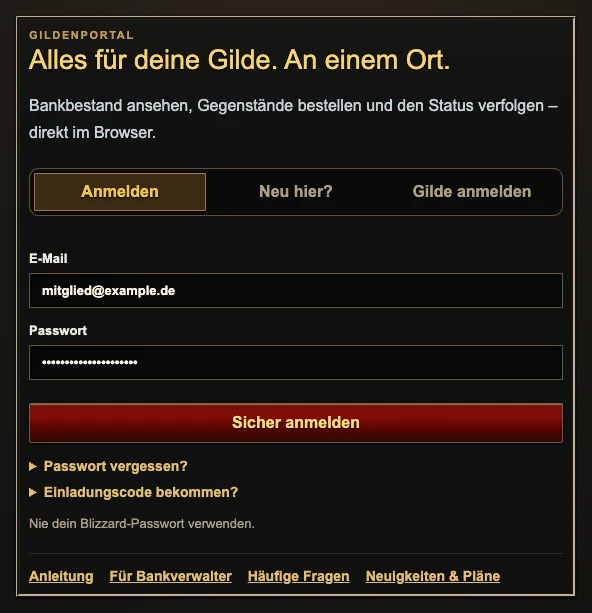 GILDENPORTAL
Alles für deine Gilde. An einem Ort.
Bankbestand ansehen, Gegenstände bestellen und den Status verfolgen –
direkt im Browser.
Anmelden
Neu hier?
Gilde anmelden
E-Mail
mitglied@example.de
Passwort
•••••••••••••••••••••
Sicher anmelden
▶ Passwort vergessen?
▶ Einladungscode bekommen?
Nie dein Blizzard-Passwort verwenden.
Anleitung Für Bankverwalter Häufige Fragen Neuigkeiten & Pläne